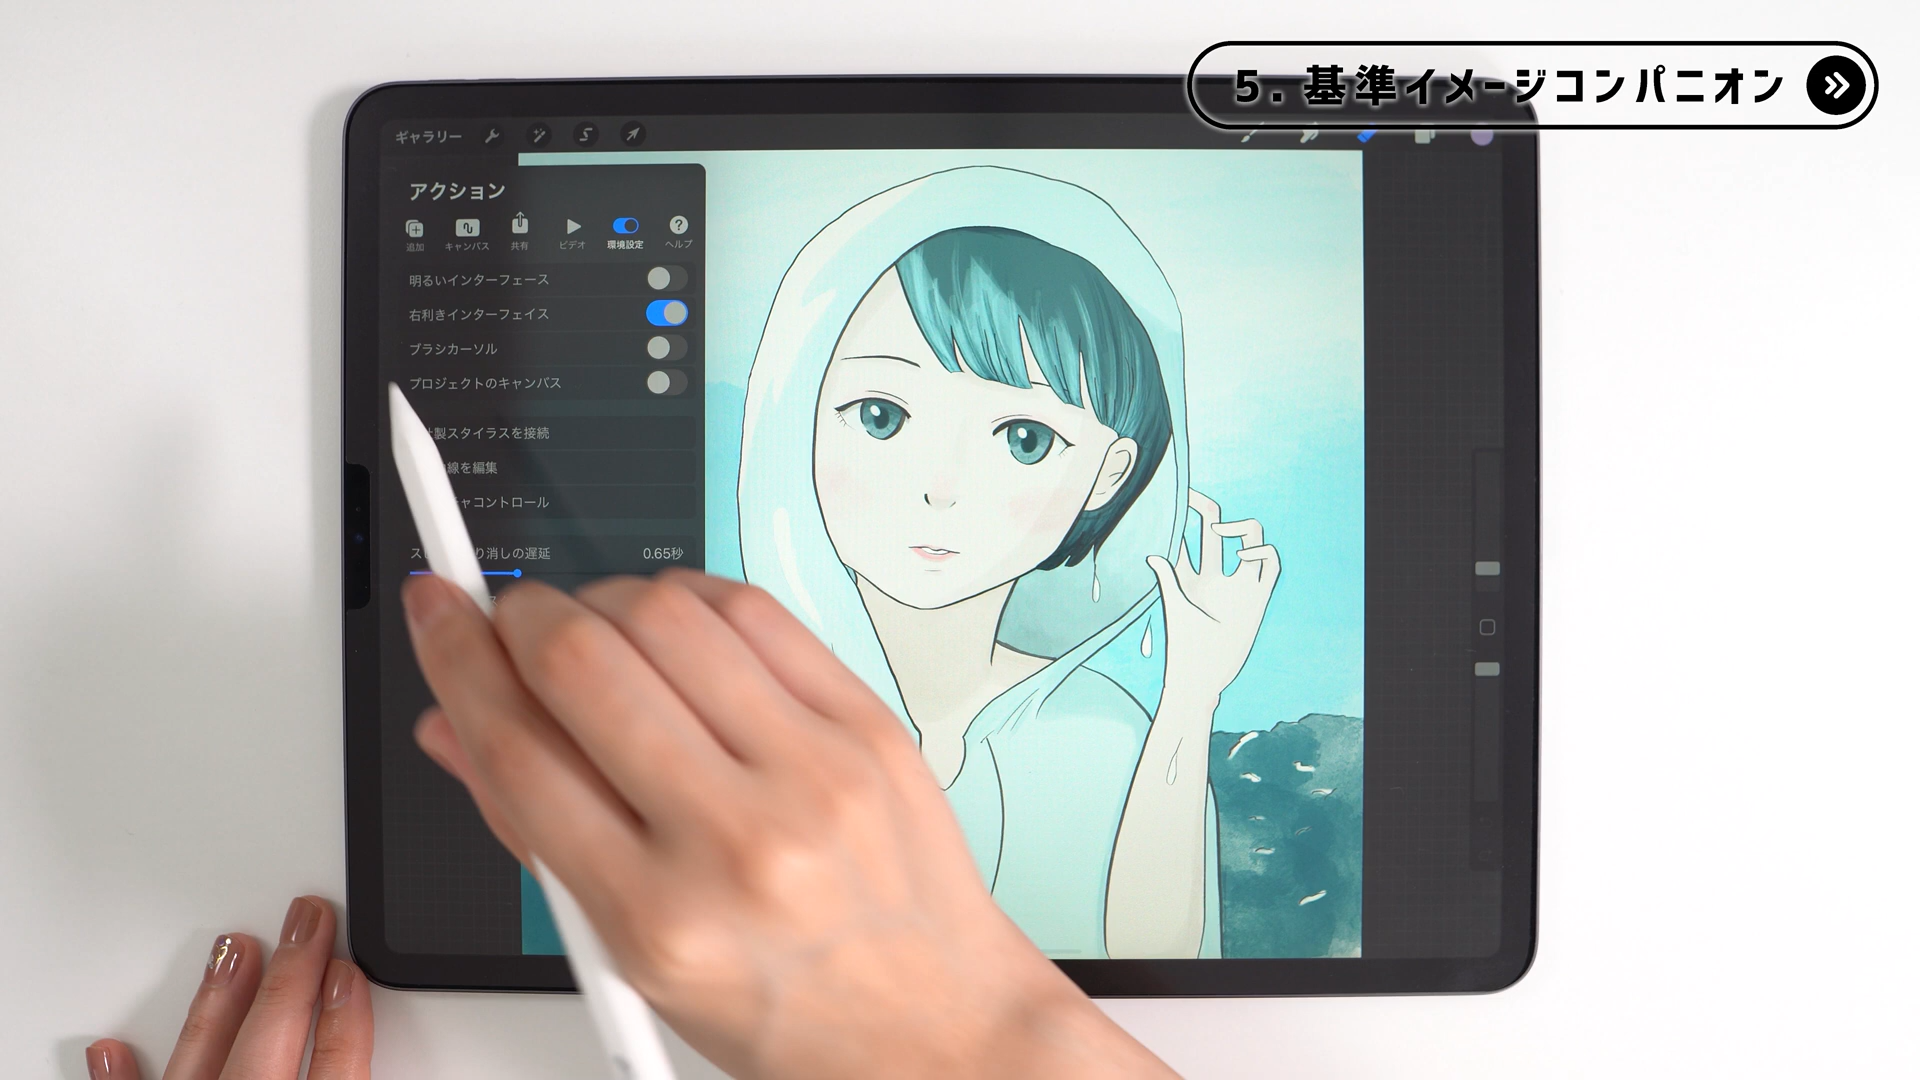 5. 基準イメージコンパニオン
ギャラリー
アクション
追加
キャンバス
共有
ビデオ
環境設定
ヘルプ
明るいインターフェース
右利きインターフェイス
ブラシカーソル
プロジェクトのキャンバス
製スタイラスを接続
線を編集
ャコントロール
り消しの遅延
0.65秒